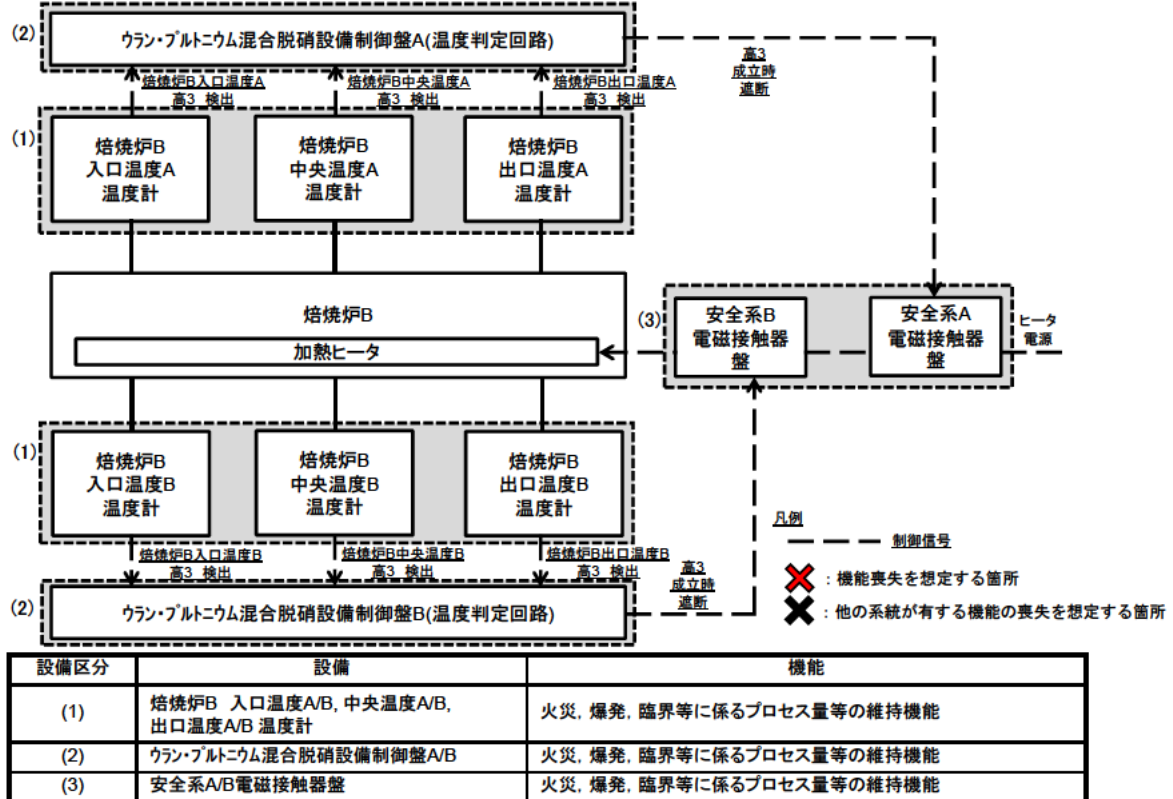 (2)
ウラン・プルトニウム混合脱硝設備制御盤A(温度判定回路)
高3
成立時
遮断
焙焼炉B入口温度A
高3 検出
焙焼炉B中央温度A
高3 検出
焙焼炉B出口温度A
高3 検出
(1)
焙焼炉B
入口温度A
温度計
焙焼炉B
中央温度A
温度計
焙焼炉B
出口温度A
温度計
焙焼炉B
加熱ヒータ
(3)
安全系B
電磁接触器
盤
安全系A
電磁接触器
盤
ヒータ
電源
(1)
焙焼炉B
入口温度B
温度計
焙焼炉B
中央温度B
温度計
焙焼炉B
出口温度B
温度計
焙焼炉B入口温度B
高3 検出
焙焼炉B中央温度B
高3 検出
焙焼炉B出口温度B
高3 検出
高3
成立時
遮断
(2)
ウラン・プルトニウム混合脱硝設備制御盤B(温度判定回路)
凡例
制御信号
：機能喪失を想定する箇所
：他の系統が有する機能の喪失を想定する箇所
設備区分 設備 機能
(1) 焙焼炉B 入口温度A/B, 中央温度A/B,
出口温度A/B 温度計 火災, 爆発, 臨界等に係るプロセス量等の維持機能
(2) ウラン・プルトニウム混合脱硝設備制御盤A/B 火災, 爆発, 臨界等に係るプロセス量等の維持機能
(3) 安全系A/B電磁接触器盤 火災, 爆発, 臨界等に係るプロセス量等の維持機能